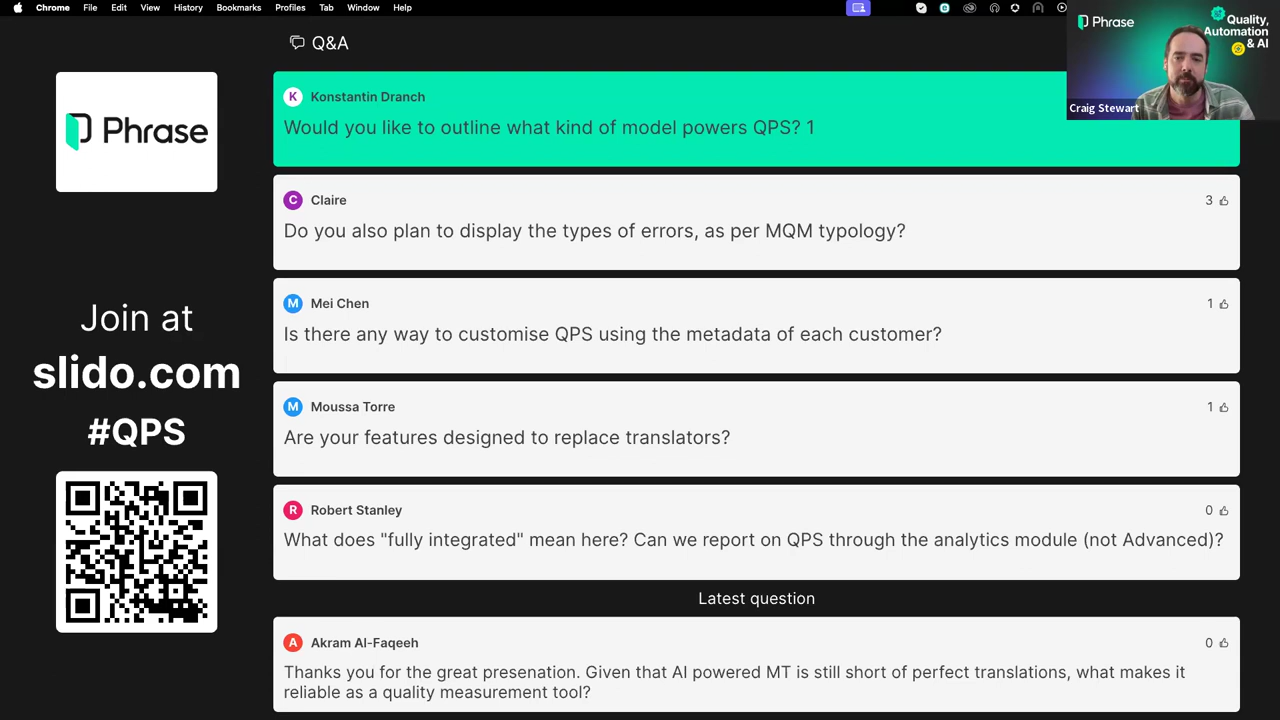 Chrome File Edit View History Bookmarks Profiles Tab Window Help
Phrase
Quality,
Automation
& AI
Craig Stewart
Phrase
Join at
slido.com
#QPS
Q&A
K Konstantin Dranch
Would you like to outline what kind of model powers QPS? 1
C Claire 3
Do you also plan to display the types of errors, as per MQM typology?
M Mei Chen 1
Is there any way to customise QPS using the metadata of each customer?
M Moussa Torre 1
Are your features designed to replace translators?
R Robert Stanley 0
What does "fully integrated" mean here? Can we report on QPS through the analytics module (not Advanced)?
Latest question
A Akram Al-Faqeeh 0
Thanks you for the great presenation. Given that AI powered MT is still short of perfect translations, what makes it
reliable as a quality measurement tool?